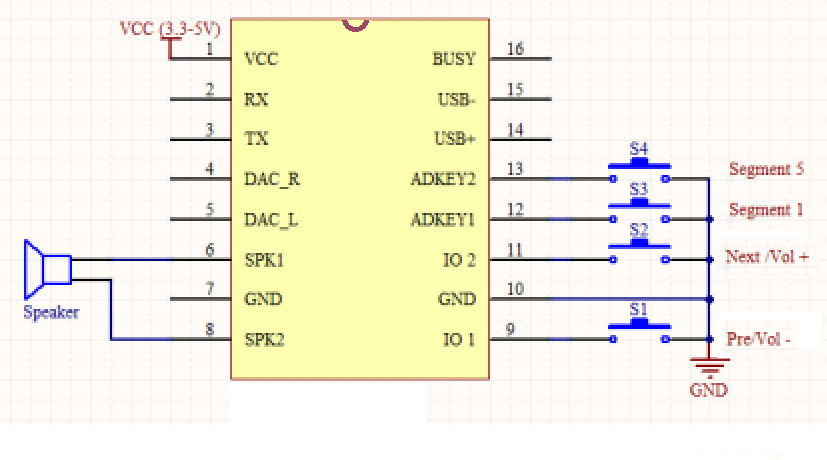 VCC (3.3-5V)
1 VCC BUSY 16
2 RX USB- 15
3 TX USB+ 14
S4
4 DAC_R ADKEY2 13 Segment 5
S3
5 DAC_L ADKEY1 12 Segment 1
S2
6 SPK1 IO 2 11 Next /Vol +
7 GND GND 10
Speaker
S1
8 SPK2 IO 1 9 Pre/Vol -
GND